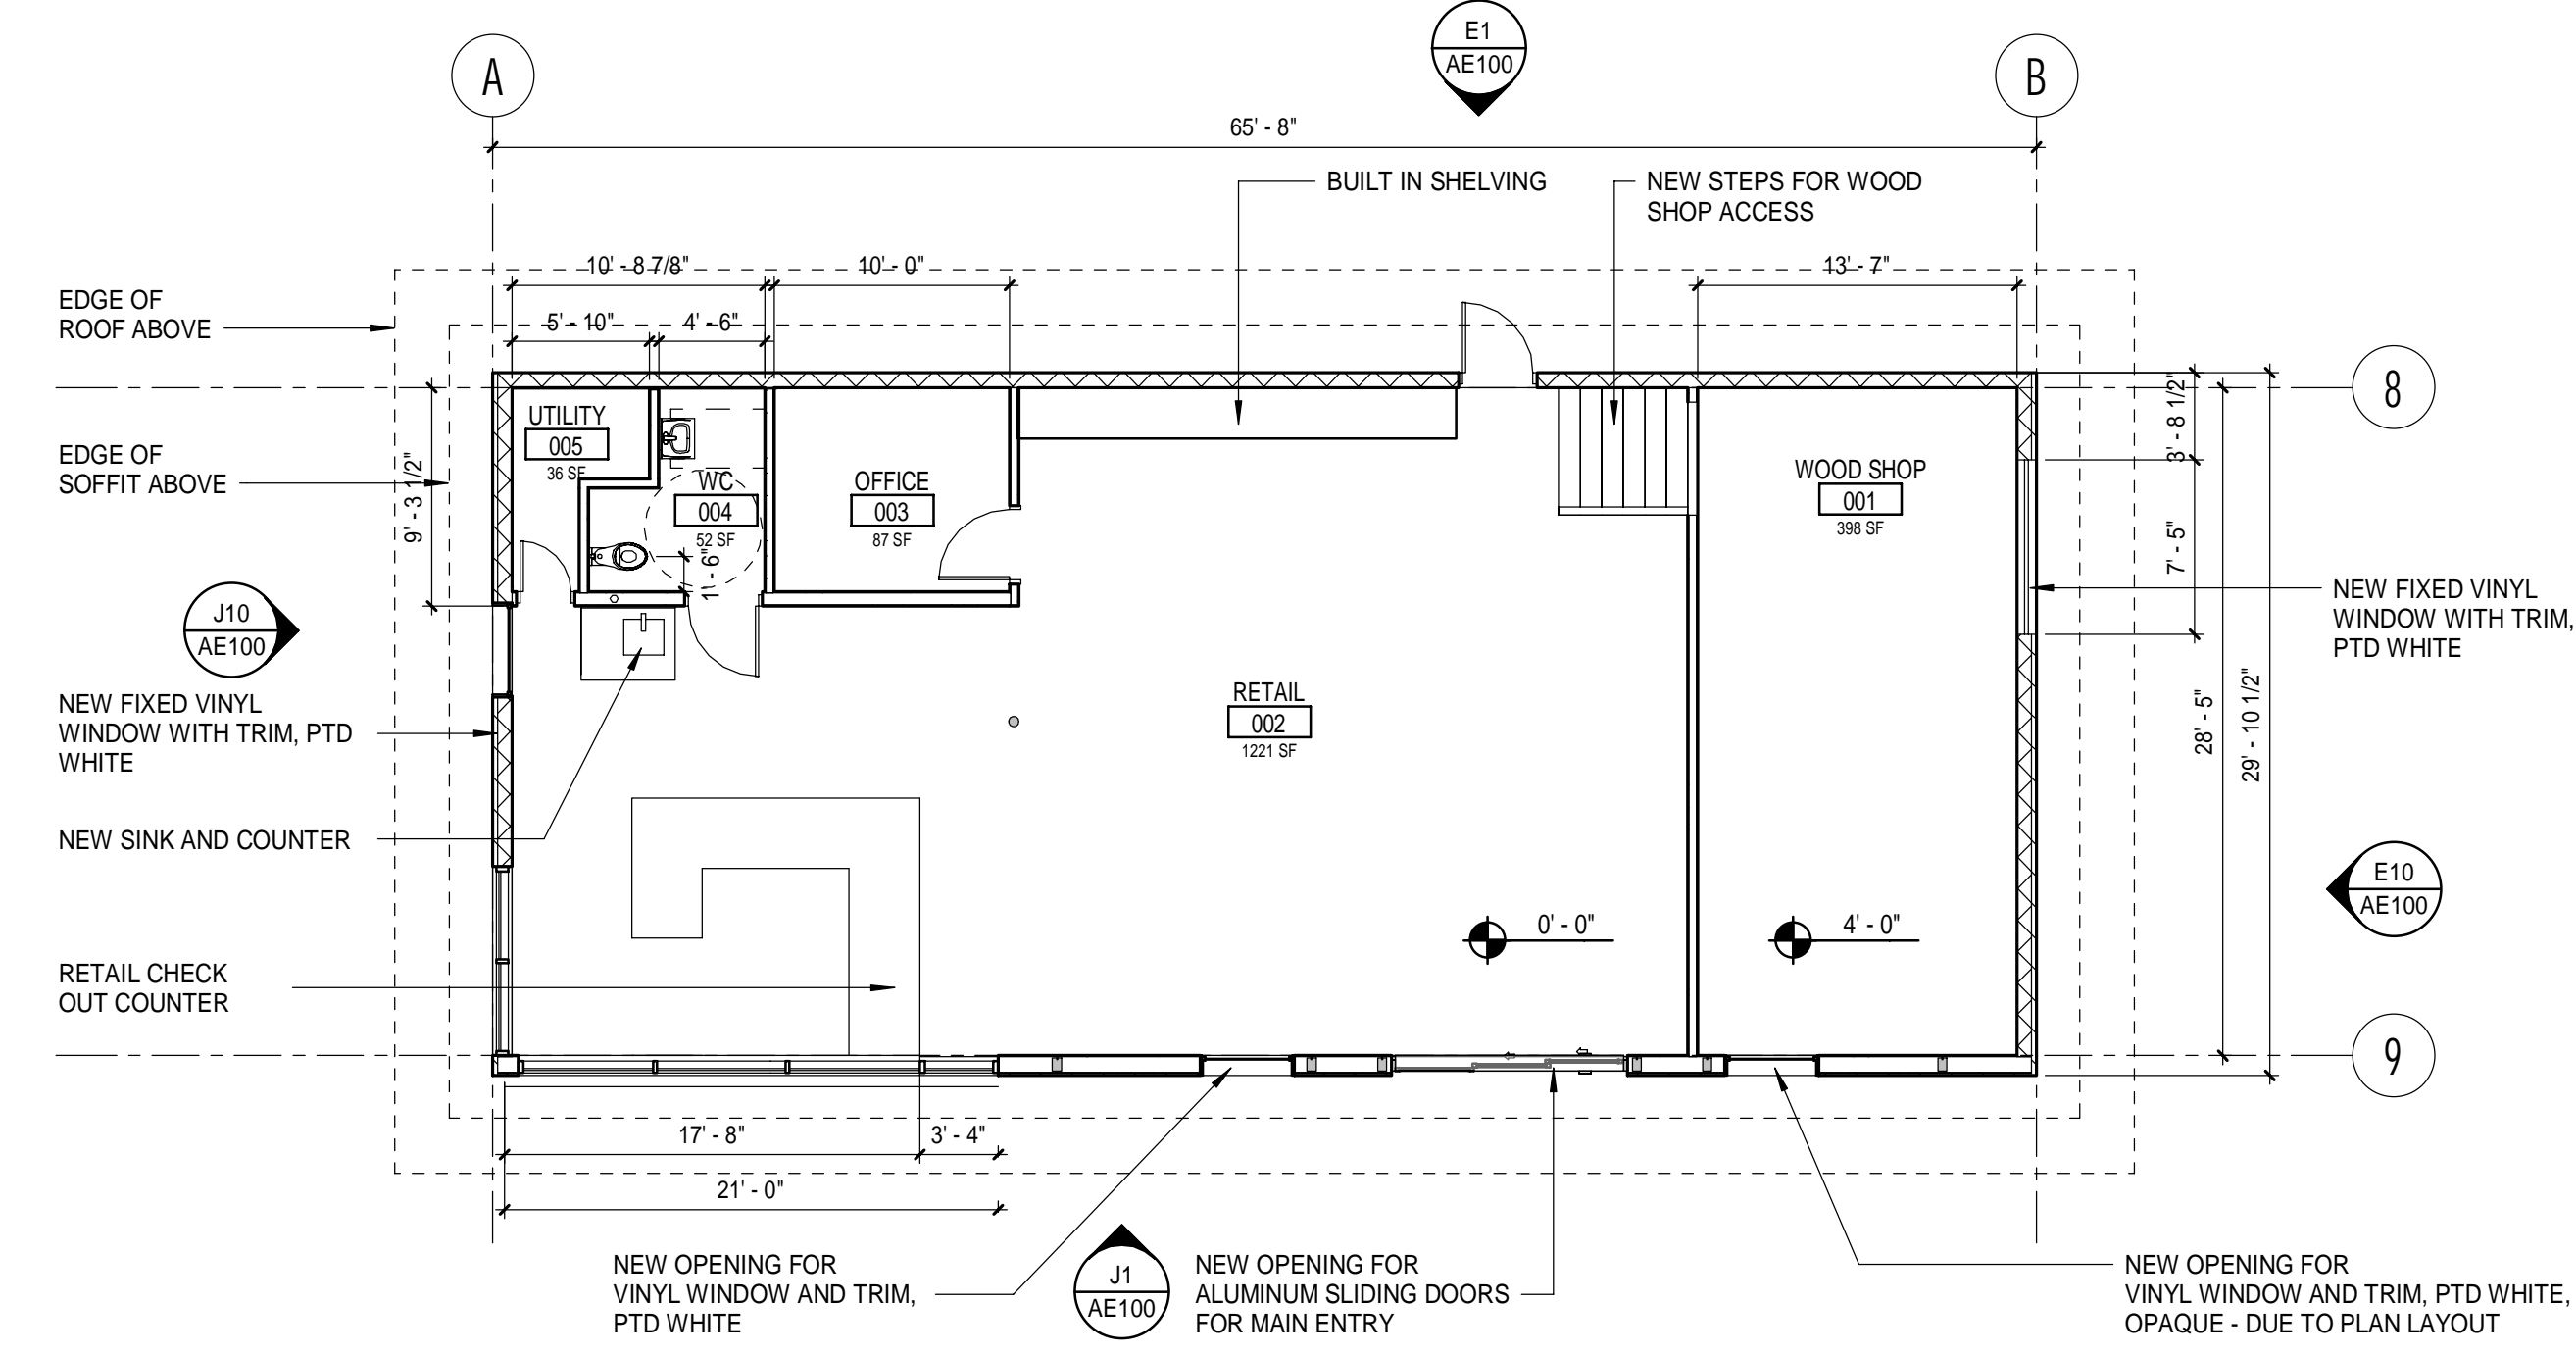 E1
AE100
A
B
65' - 8"
BUILT IN SHELVING
NEW STEPS FOR WOOD
SHOP ACCESS
10' - 8 7/8"
10' - 0"
13' - 7"
EDGE OF
ROOF ABOVE
5' - 10"
4' - 6"
8
3' - 8 1/2"
UTILITY
005
36 SF
EDGE OF
SOFFIT ABOVE
9' - 3 1/2"
WC
004
52 SF
1' - 6"
OFFICE
003
87 SF
WOOD SHOP
001
398 SF
7' - 5"
NEW FIXED VINYL
WINDOW WITH TRIM,
PTD WHITE
J10
AE100
NEW FIXED VINYL
WINDOW WITH TRIM, PTD
WHITE
RETAIL
002
1221 SF
28' - 5"
29' - 10 1/2"
NEW SINK AND COUNTER
E10
AE100
0' - 0"
4' - 0"
RETAIL CHECK
OUT COUNTER
9
17' - 8"
3' - 4"
21' - 0"
NEW OPENING FOR
VINYL WINDOW AND TRIM,
PTD WHITE
J1
AE100
NEW OPENING FOR
ALUMINUM SLIDING DOORS
FOR MAIN ENTRY
NEW OPENING FOR
VINYL WINDOW AND TRIM, PTD WHITE,
OPAQUE - DUE TO PLAN LAYOUT